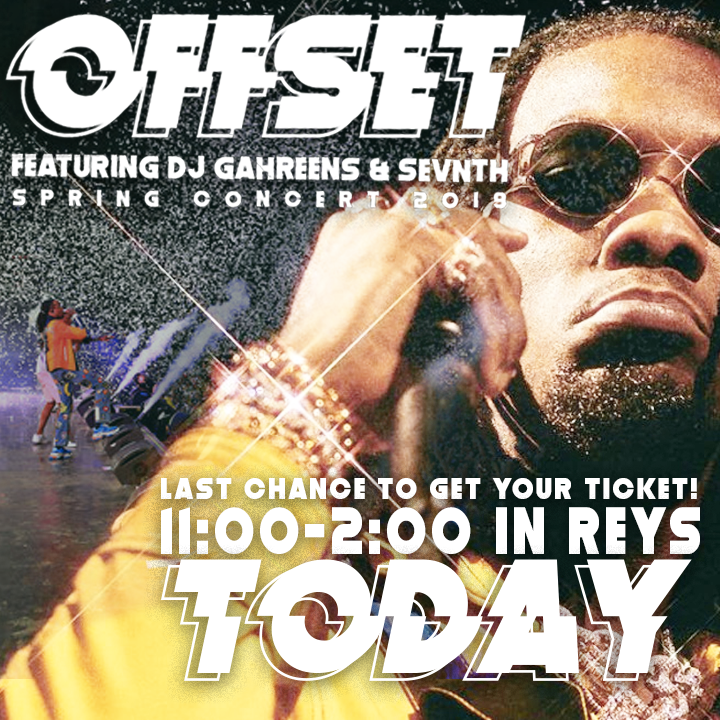 OFFSET
FEATURING DJ GAHREENS & SEVNTH
SPRING CONCERT 2019
LAST CHANCE TO GET YOUR TICKET!
11:00-2:00 IN REYS
TODAY